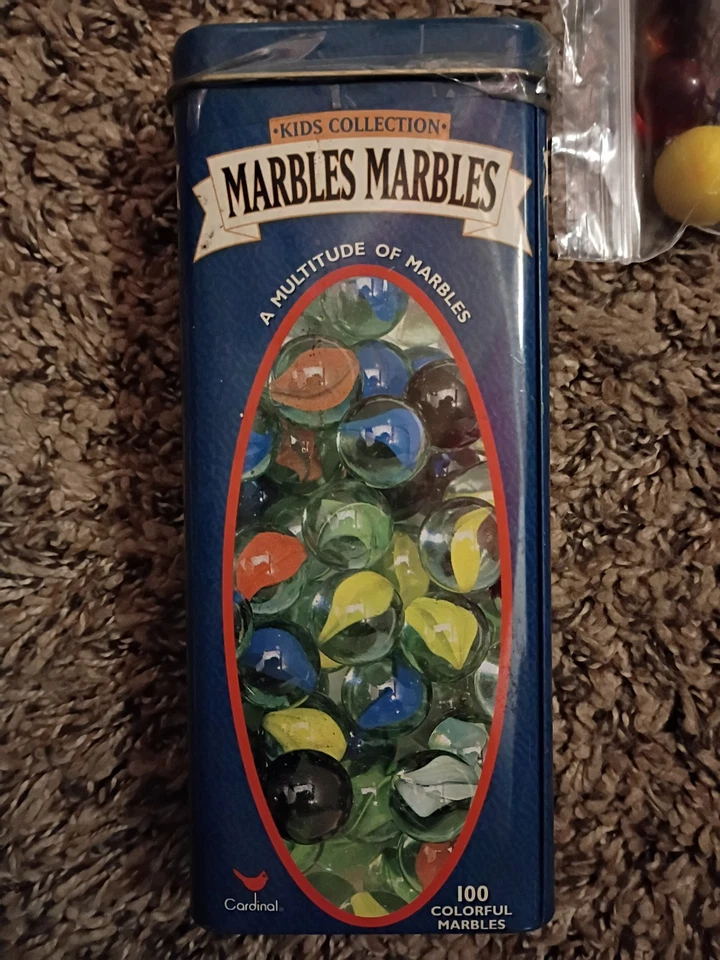 ·KIDS COLLECTION·
MARBLES MARBLES
A MULTITUDE OF MARBLES
Cardinal®
100
COLORFUL
MARBLES